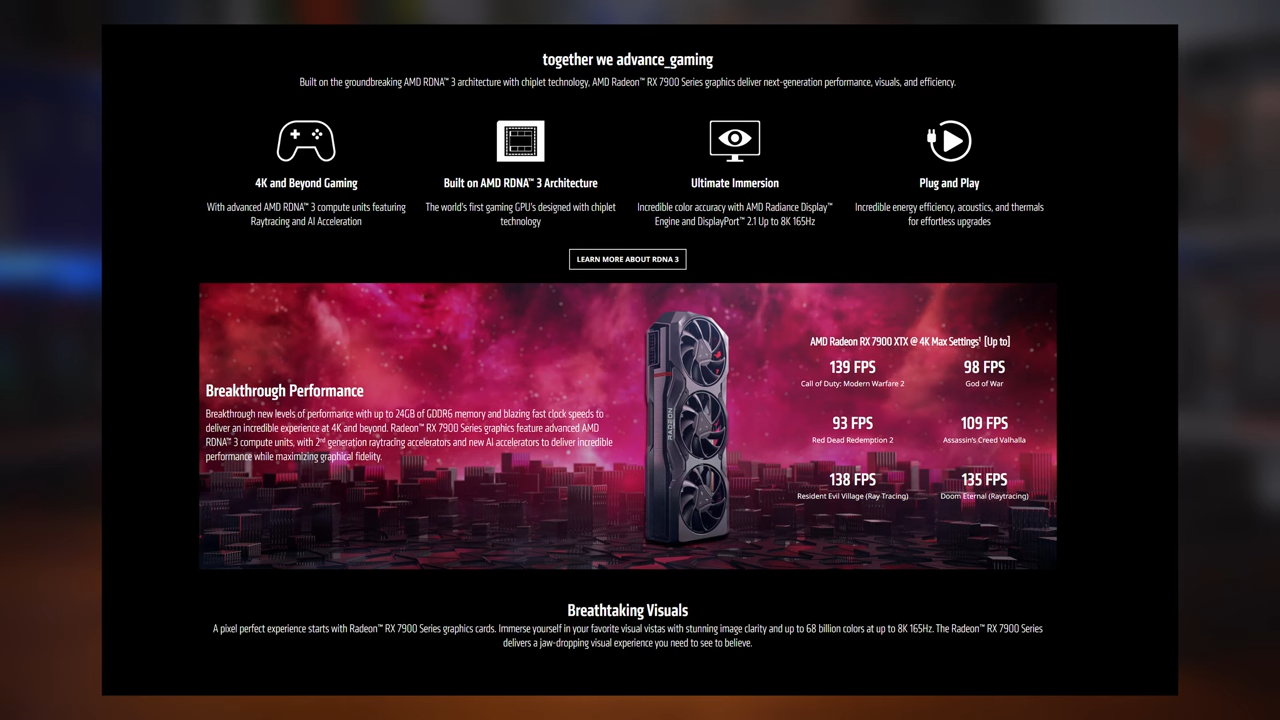 together we advance_gaming
Built on the groundbreaking AMD RDNA™ 3 architecture with chiplet technology, AMD Radeon™ RX 7900 Series graphics deliver next-generation performance, visuals, and efficiency.
4K and Beyond Gaming
With advanced AMD RDNA™ 3 compute units featuring
Raytracing and AI Acceleration
Built on AMD RDNA™ 3 Architecture
The world's first gaming GPU's designed with chiplet
technology
Ultimate Immersion
Incredible color accuracy with AMD Radiance Display™
Engine and DisplayPort™ 2.1 Up to 8K 165Hz
Plug and Play
Incredible energy efficiency, acoustics, and thermals
for effortless upgrades
LEARN MORE ABOUT RDNA 3
Breakthrough Performance
Breakthrough new levels of performance with up to 24GB of GDDR6 memory and blazing fast clock speeds to
deliver an incredible experience at 4K and beyond. Radeon™ RX 7900 Series graphics feature advanced AMD
RDNA™ 3 compute units, with 2nd generation raytracing accelerators and new AI accelerators to deliver incredible
performance while maximizing graphical fidelity.
RADEON
AMD Radeon RX 7900 XTX @ 4K Max Settings¹ [Up to]
139 FPS
Call of Duty: Modern Warfare 2
98 FPS
God of War
93 FPS
Red Dead Redemption 2
109 FPS
Assassin's Creed Valhalla
138 FPS
Resident Evil Village (Ray Tracing)
135 FPS
Doom Eternal (Raytracing)
Breathtaking Visuals
A pixel perfect experience starts with Radeon™ RX 7900 Series graphics cards. Immerse yourself in your favorite visual vistas with stunning image clarity and up to 68 billion colors at up to 8K 165Hz. The Radeon™ RX 7900 Series
delivers a jaw-dropping visual experience you need to see to believe.